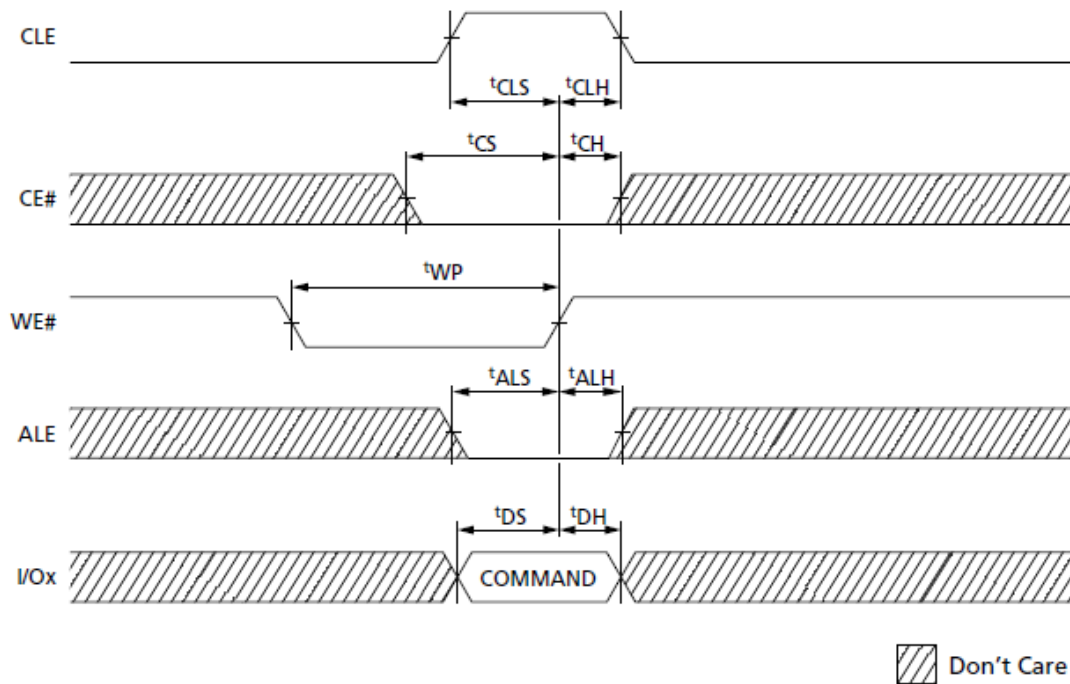 CLE
tCLS tCLH
tCS tCH
CE#
tWP
WE#
tALS tALH
ALE
tDS tDH
I/Ox COMMAND
Don't Care